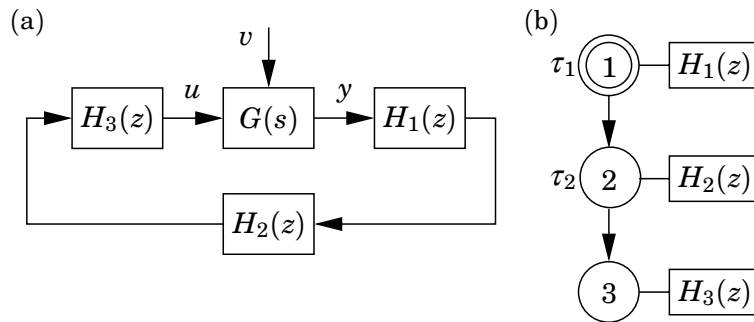 (a)
v
u
y
H₃(z)
G(s)
H₁(z)
H₂(z)
(b)
τ₁
1
H₁(z)
τ₂
2
H₂(z)
3
H₃(z)